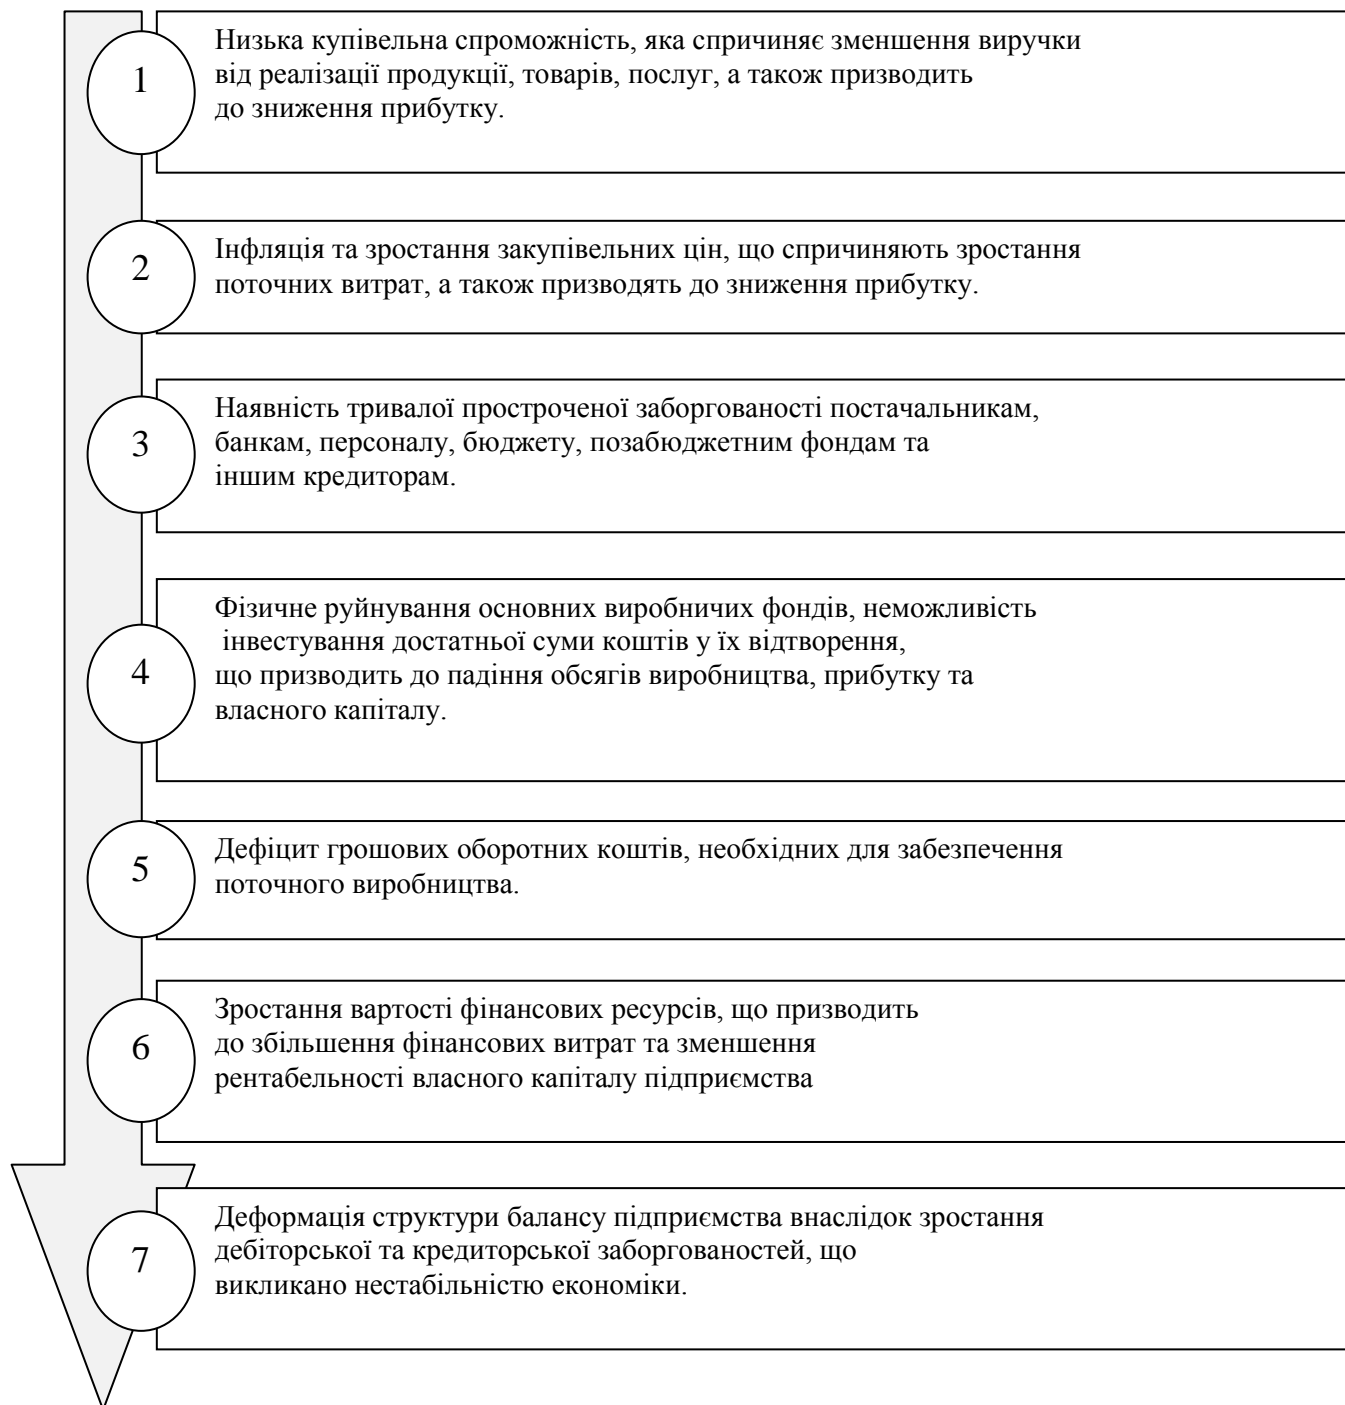 1
Низька купівельна спроможність, яка спричиняє зменшення виручки
від реалізації продукції, товарів, послуг, а також призводить
до зниження прибутку.
2
Інфляція та зростання закупівельних цін, що спричиняють зростання
поточних витрат, а також призводять до зниження прибутку.
3
Наявність тривалої простроченої заборгованості постачальникам,
банкам, персоналу, бюджету, позабюджетним фондам та
іншим кредиторам.
4
Фізичне руйнування основних виробничих фондів, неможливість
інвестування достатньої суми коштів у їх відтворення,
що призводить до падіння обсягів виробництва, прибутку та
власного капіталу.
5
Дефіцит грошових оборотних коштів, необхідних для забезпечення
поточного виробництва.
6
Зростання вартості фінансових ресурсів, що призводить
до збільшення фінансових витрат та зменшення
рентабельності власного капіталу підприємства
7
Деформація структури балансу підприємства внаслідок зростання
дебіторської та кредиторської заборгованостей, що
викликано нестабільністю економіки.